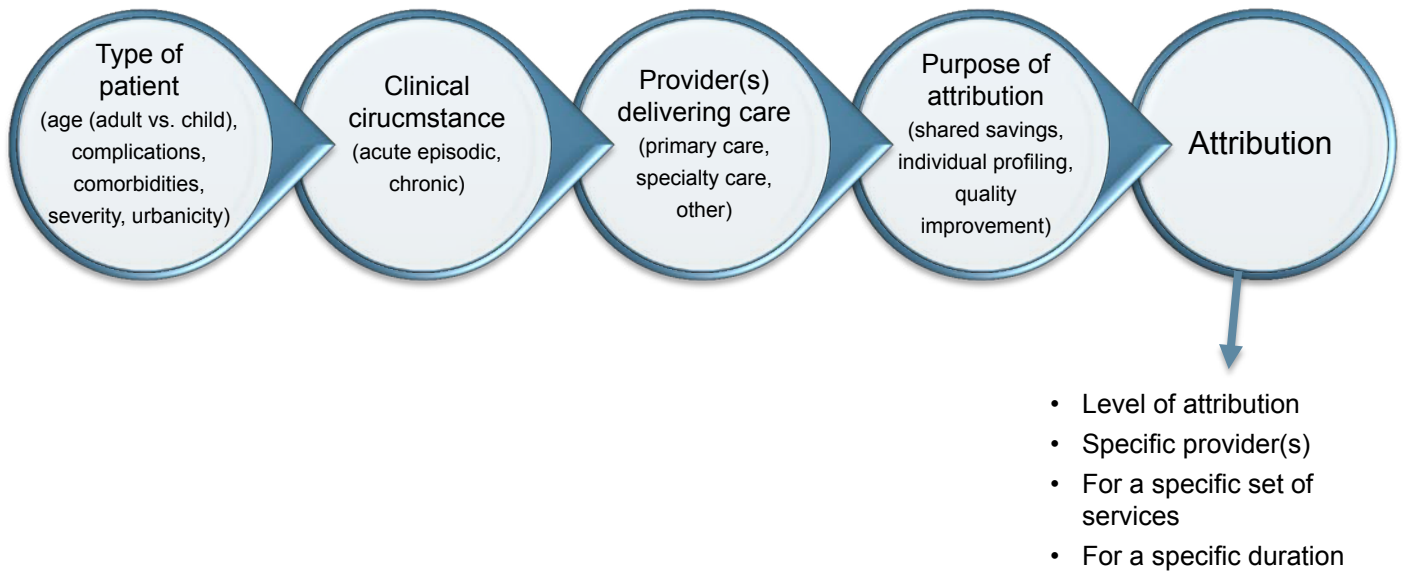 Type of
patient
(age (adult vs. child),
complications,
comorbidities,
severity, urbanicity)
Clinical
cirucmstance
(acute episodic,
chronic)
Provider(s)
delivering care
(primary care,
specialty care,
other)
Purpose of
attribution
(shared savings,
individual profiling,
quality
improvement)
Attribution
• Level of attribution
• Specific provider(s)
• For a specific set of
services
• For a specific duration